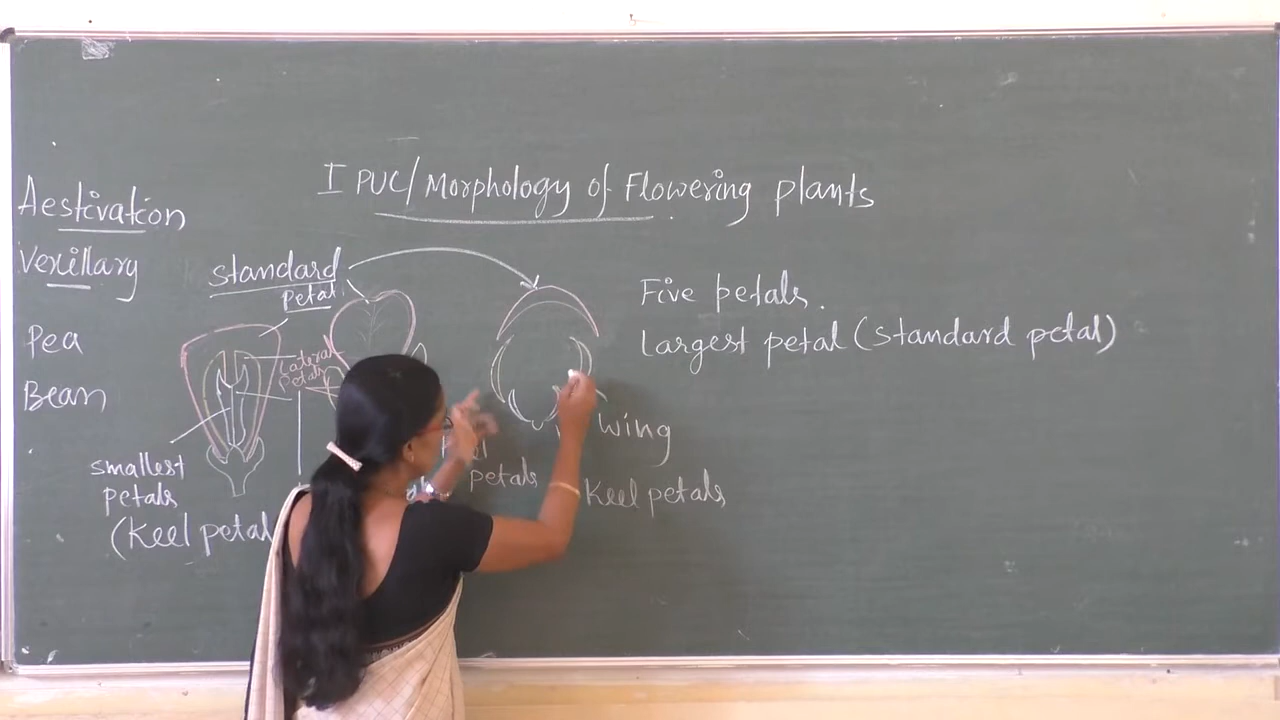 I PUC/Morphology of Flowering plants
Aestivation
Vexillary
Pea
Bean
standard
petal
Lateral
petals
smallest
petals
(Keel petal
petals
wing
Keel petals
Five petals.
Largest petal (standard petal)